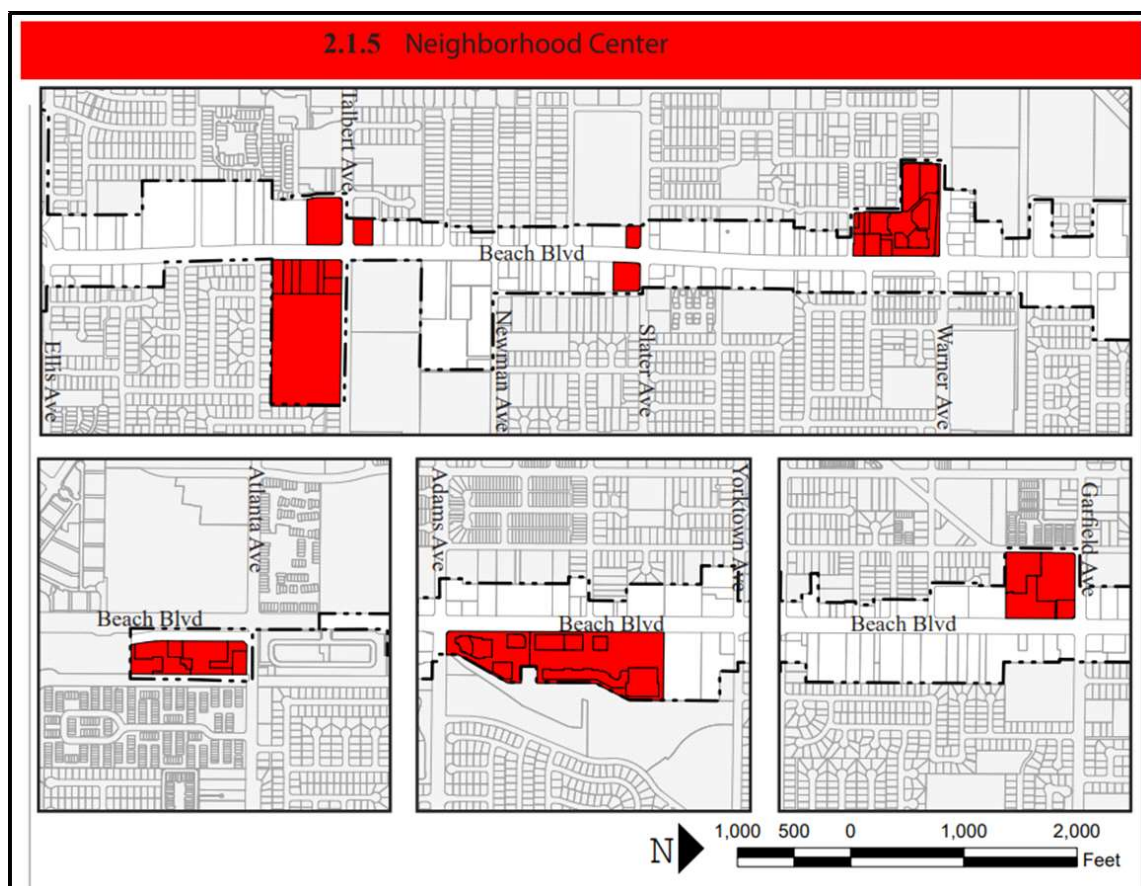 2.1.5 Neighborhood Center
Talbert Ave
Beach Blvd
Ellis Ave
Newman Ave
Slater Ave
Warner Ave
Atlanta Ave
Beach Blvd
Adams Ave
Yorktown Ave
Beach Blvd
Garfield Ave
Beach Blvd
N
1,000 500 0 1,000 2,000
Feet